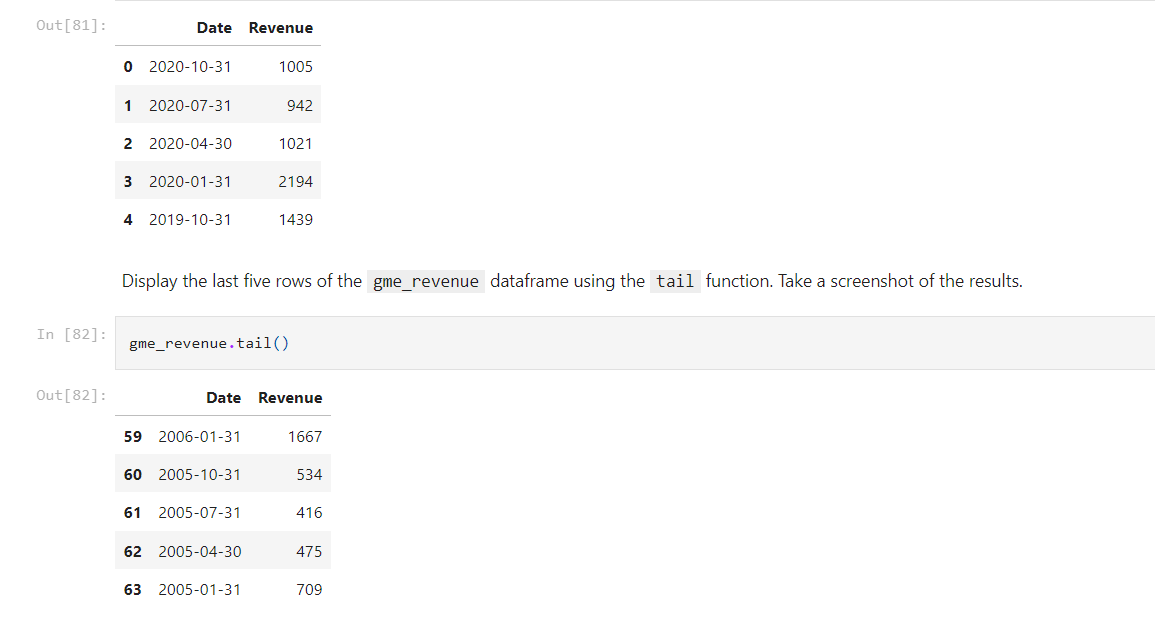 Out[81]:
Date Revenue
0 2020-10-31 1005
1 2020-07-31 942
2 2020-04-30 1021
3 2020-01-31 2194
4 2019-10-31 1439
Display the last five rows of the gme_revenue dataframe using the tail function. Take a screenshot of the results.
In [82]:
gme_revenue.tail()
Out[82]:
Date Revenue
59 2006-01-31 1667
60 2005-10-31 534
61 2005-07-31 416
62 2005-04-30 475
63 2005-01-31 709